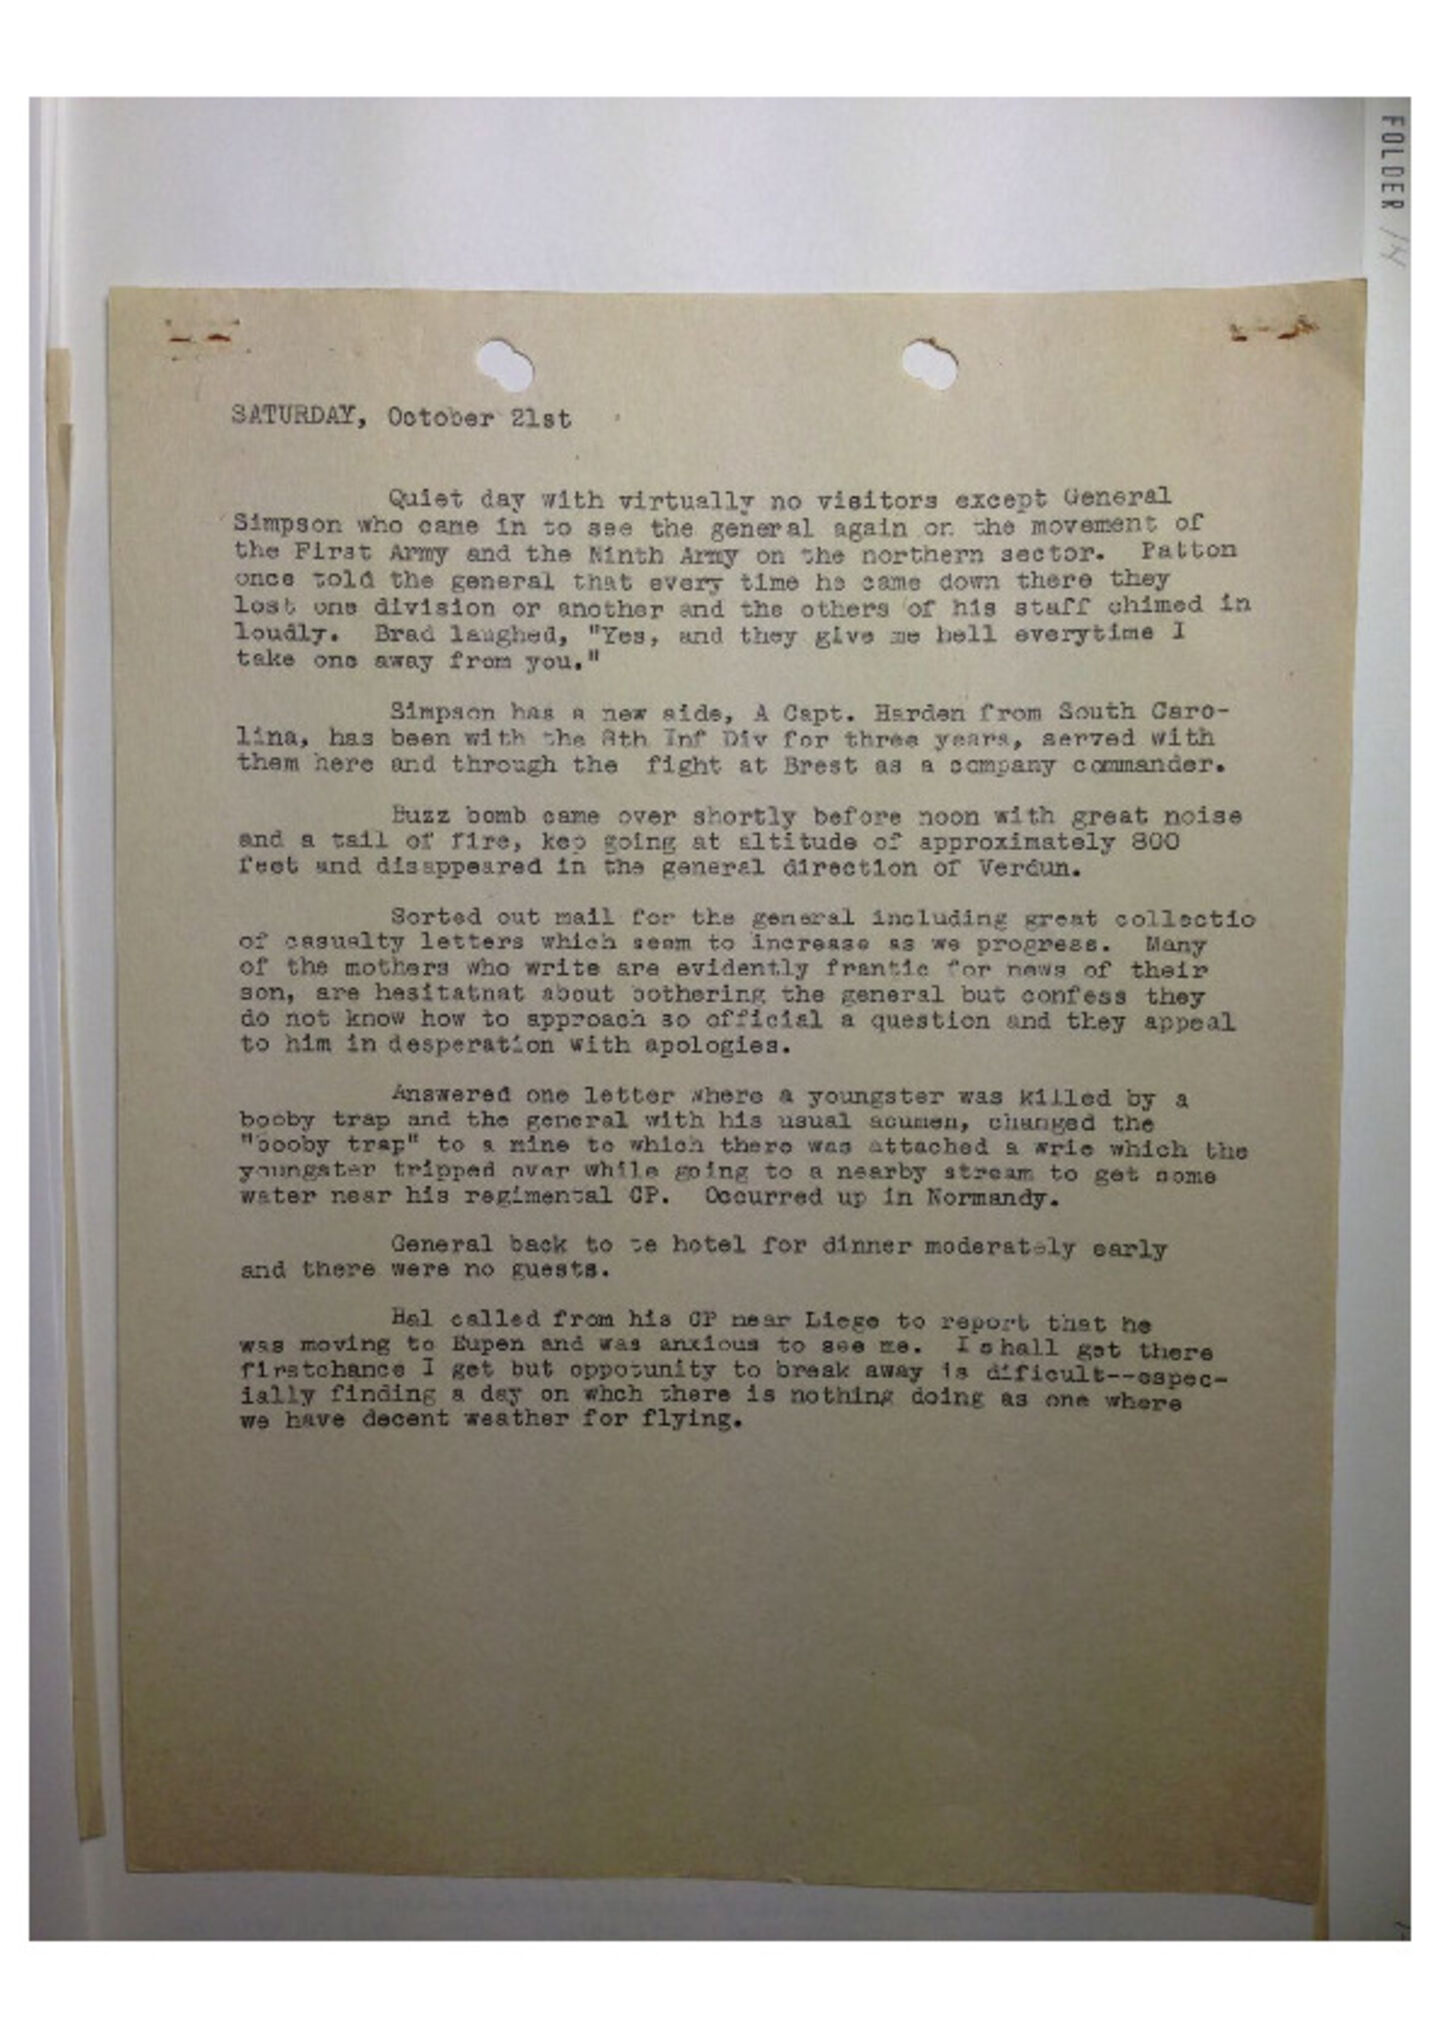 FOLDER 14
SATURDAY, October 21st
Quiet day with virtually no visitors except General
Simpson who came in to see the general again on the movement of
the First Army and the Ninth Army on the northern sector. Patton
once told the general that every time he came down there they
lost one division or another and the others of his staff chimed in
loudly. Brad laughed, "Yes, and they give me hell everytime I
take one away from you."
Simpson has a new aide, A Capt. Harden from South Caro-
lina, has been with the 8th Inf Div for three years, served with
them here and through the fight at Brest as a company commander.
Buzz bomb came over shortly before noon with great noise
and a tail of fire, kep going at altitude of approximately 800
feet and disappeared in the general direction of Verdun.
Sorted out mail for the general including great collectio
of casualty letters which seem to increase as we progress. Many
of the mothers who write are evidently frantic for news of their
son, are hesitatnat about bothering the general but confess they
do not know how to approach so official a question and they appeal
to him in desperation with apologies.
Answered one letter where a youngster was killed by a
booby trap and the general with his usual acumen, changed the
"booby trap" to a mine to which there was attached a wrie which the
youngster tripped over while going to a nearby stream to get some
water near his regimental CP. Occurred up in Normandy.
General back to te hotel for dinner moderately early
and there were no guests.
Hal called from his CP near Liege to report that he
was moving to Eupen and was anxious to see me. I shall get there
firstchance I get but oppotunity to break away is dificult--espec-
ially finding a day on whch there is nothing doing as one where
we have decent weather for flying.